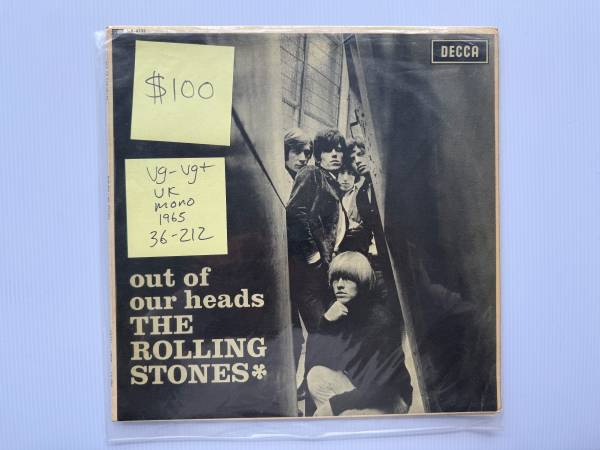 DECCA
$100
vg-vg+
UK
mono
1965
36-212
out of
our heads
THE
ROLLING
STONES*